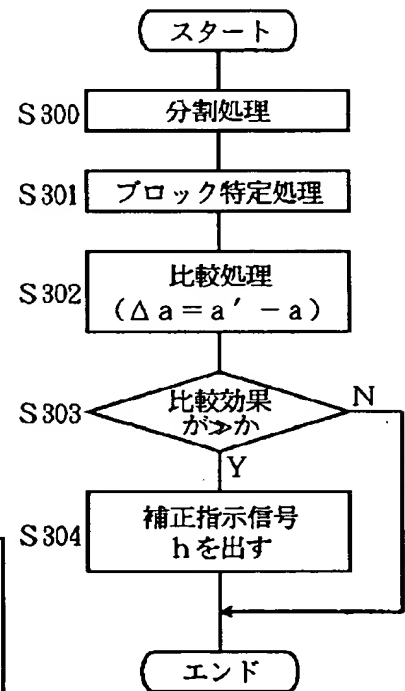 スタート
S300
分割処理
S301
ブロック特定処理
S302
比較処理
(Δa=a′-a)
S303
比較効果
が≫か
N
Y
S304
補正指示信号
hを出す
エンド